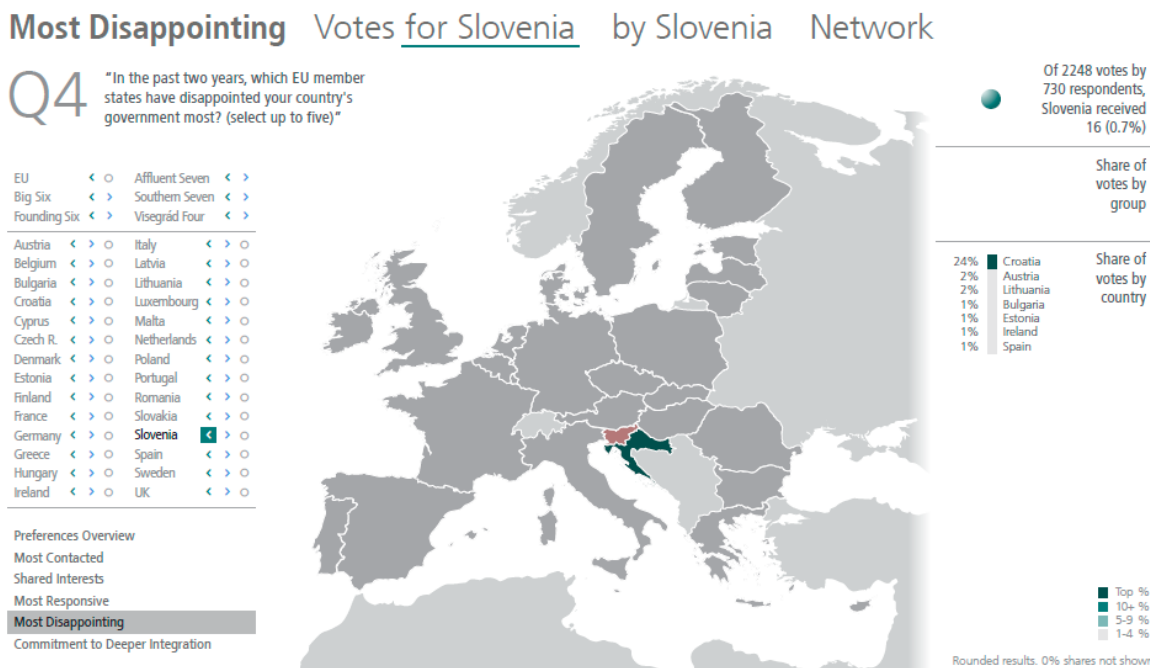 Most Disappointing Votes for Slovenia by Slovenia Network
Q4
"In the past two years, which EU member
states have disappointed your country's
government most? (select up to five)"
Of 2248 votes by
730 respondents,
Slovenia received
16 (0.7%)
Share of
votes by
group
Share of
votes by
country
24% Croatia
2% Austria
2% Lithuania
1% Bulgaria
1% Estonia
1% Ireland
1% Spain
EU < Affluent Seven < >
Big Six < > Southern Seven < >
Founding Six < > Visegrád Four < >
Austria < > Italy < >
Belgium < > Latvia < >
Bulgaria < > Lithuania < >
Croatia < > Luxembourg < >
Cyprus < > Malta < >
Czech R. < > Netherlands < >
Denmark < > Poland < >
Estonia < > Portugal < >
Finland < > Romania < >
France < > Slovakia < >
Germany < > Slovenia < >
Greece < > Spain < >
Hungary < > Sweden < >
Ireland < > UK < >
Preferences Overview
Most Contacted
Shared Interests
Most Responsive
Most Disappointing
Commitment to Deeper Integration
Top %
10+ %
5-9 %
1-4 %
Rounded results. 0% shares not shown